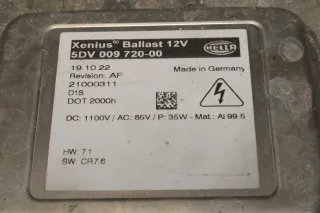 Xenius Ballast 12V
HELLA
5DV 009 720-00
19.10.22
Made in Germany
Revision: AF
21000311
D1S
DOT 2000h
DC: 1100V / AC: 85V / P: 35W - Mat.: Al 99.5
HW: 7.1
SW: CR7.6